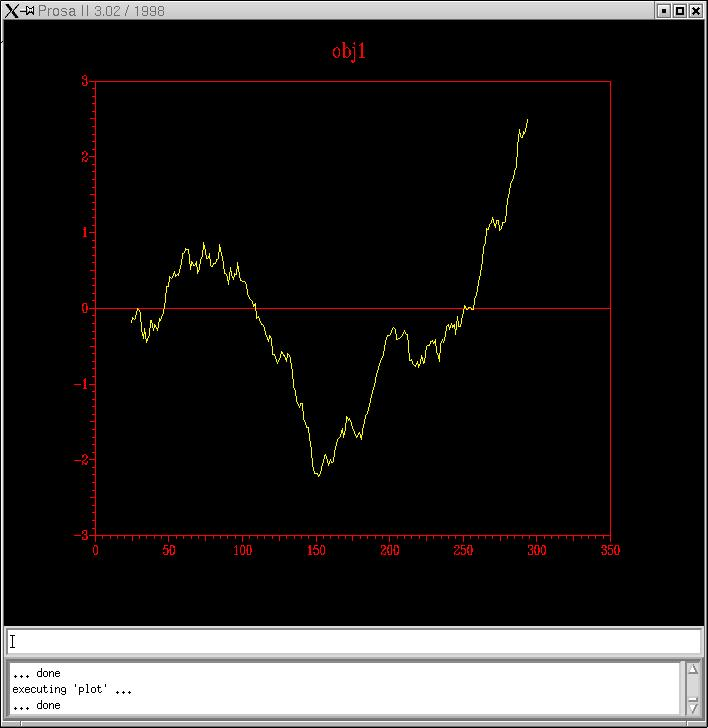 Prosa II 3.02 / 1998
obj1
3
2
1
0
-1
-2
-3
0 50 100 150 200 250 300 350
... done
executing 'plot' ...
... done